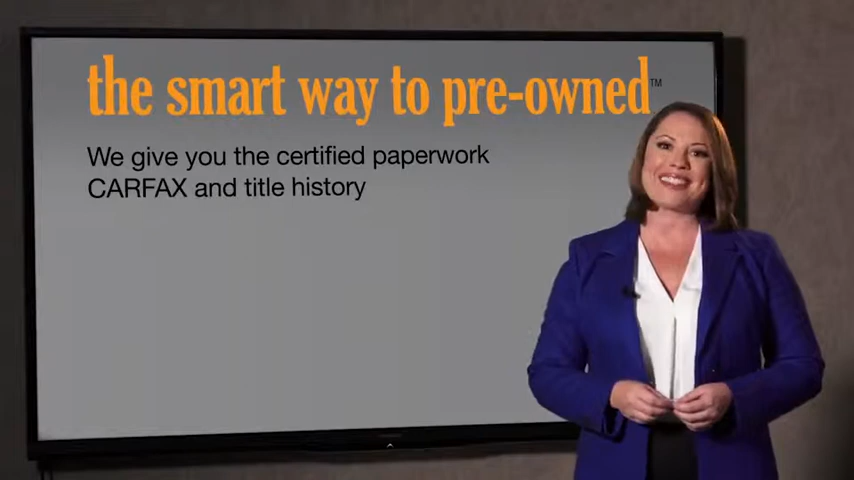 the smart way to pre-owned™
We give you the certified paperwork
CARFAX and title history